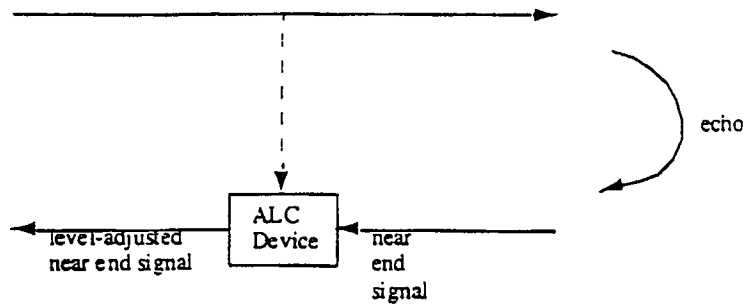 echo
ALC
Device
level-adjusted
near end signal
near
end
signal